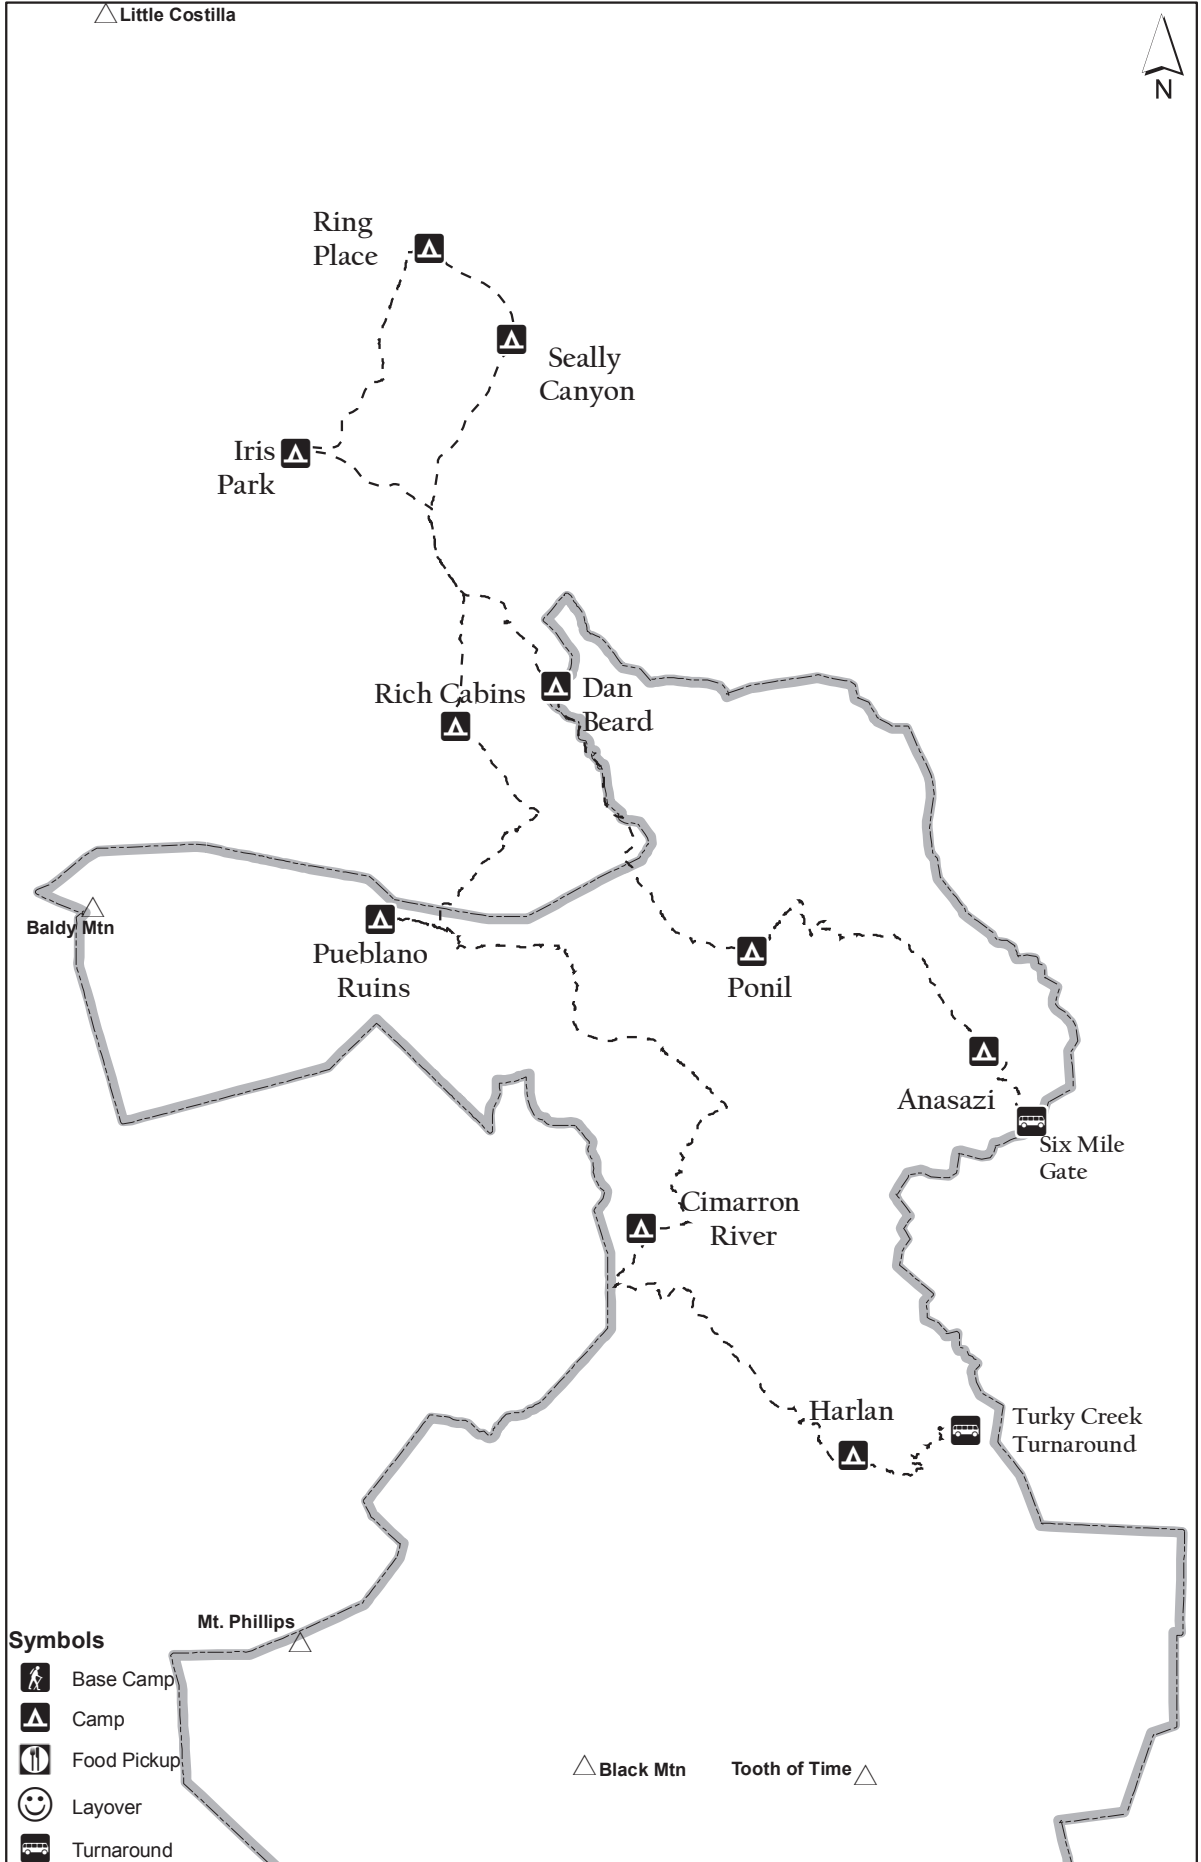 Little Costilla
N
Ring
Place
Seally
Canyon
Iris
Park
Rich Cabins
Dan
Beard
Baldy Mtn
Pueblano
Ruins
Ponil
Anasazi
Six Mile
Gate
Cimarron
River
Harlan
Turky Creek
Turnaround
Mt. Phillips
Symbols
Base Camp
Camp
Food Pickup
Layover
Turnaround
Black Mtn
Tooth of Time